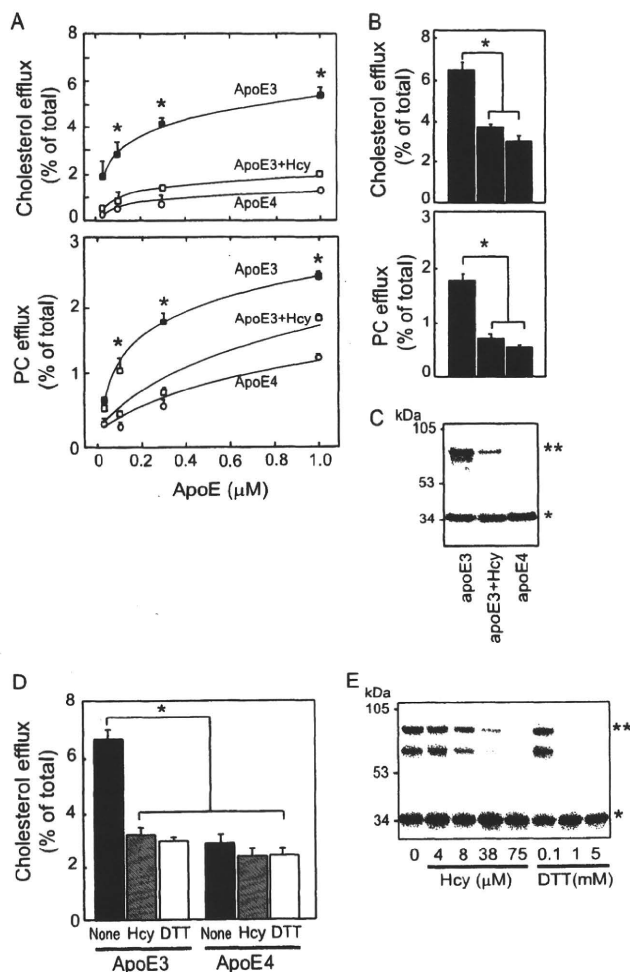 A
Cholesterol efflux
(% of total)
8
6
4
2
0
*
*
*
ApoE3
ApoE3+Hcy
ApoE4
PC efflux
(% of total)
3
2
1
0
*
*
*
ApoE3
ApoE3+Hcy
ApoE4
0 0.2 0.4 0.6 0.8 1.0
ApoE (μM)
B
Cholesterol efflux
(% of total)
8
6
4
2
0
*
PC efflux
(% of total)
3
2
1
0
*
C
kDa
105
53
34
**
*
apoE3
apoE3+Hcy
apoE4
D
Cholesterol efflux
(% of total)
8
6
4
2
0
*
None Hcy DTT None Hcy DTT
ApoE3 ApoE4
E
kDa
105
53
34
**
*
0 4 8 38 75 0.1 1 5
Hcy (μM) DTT(mM)